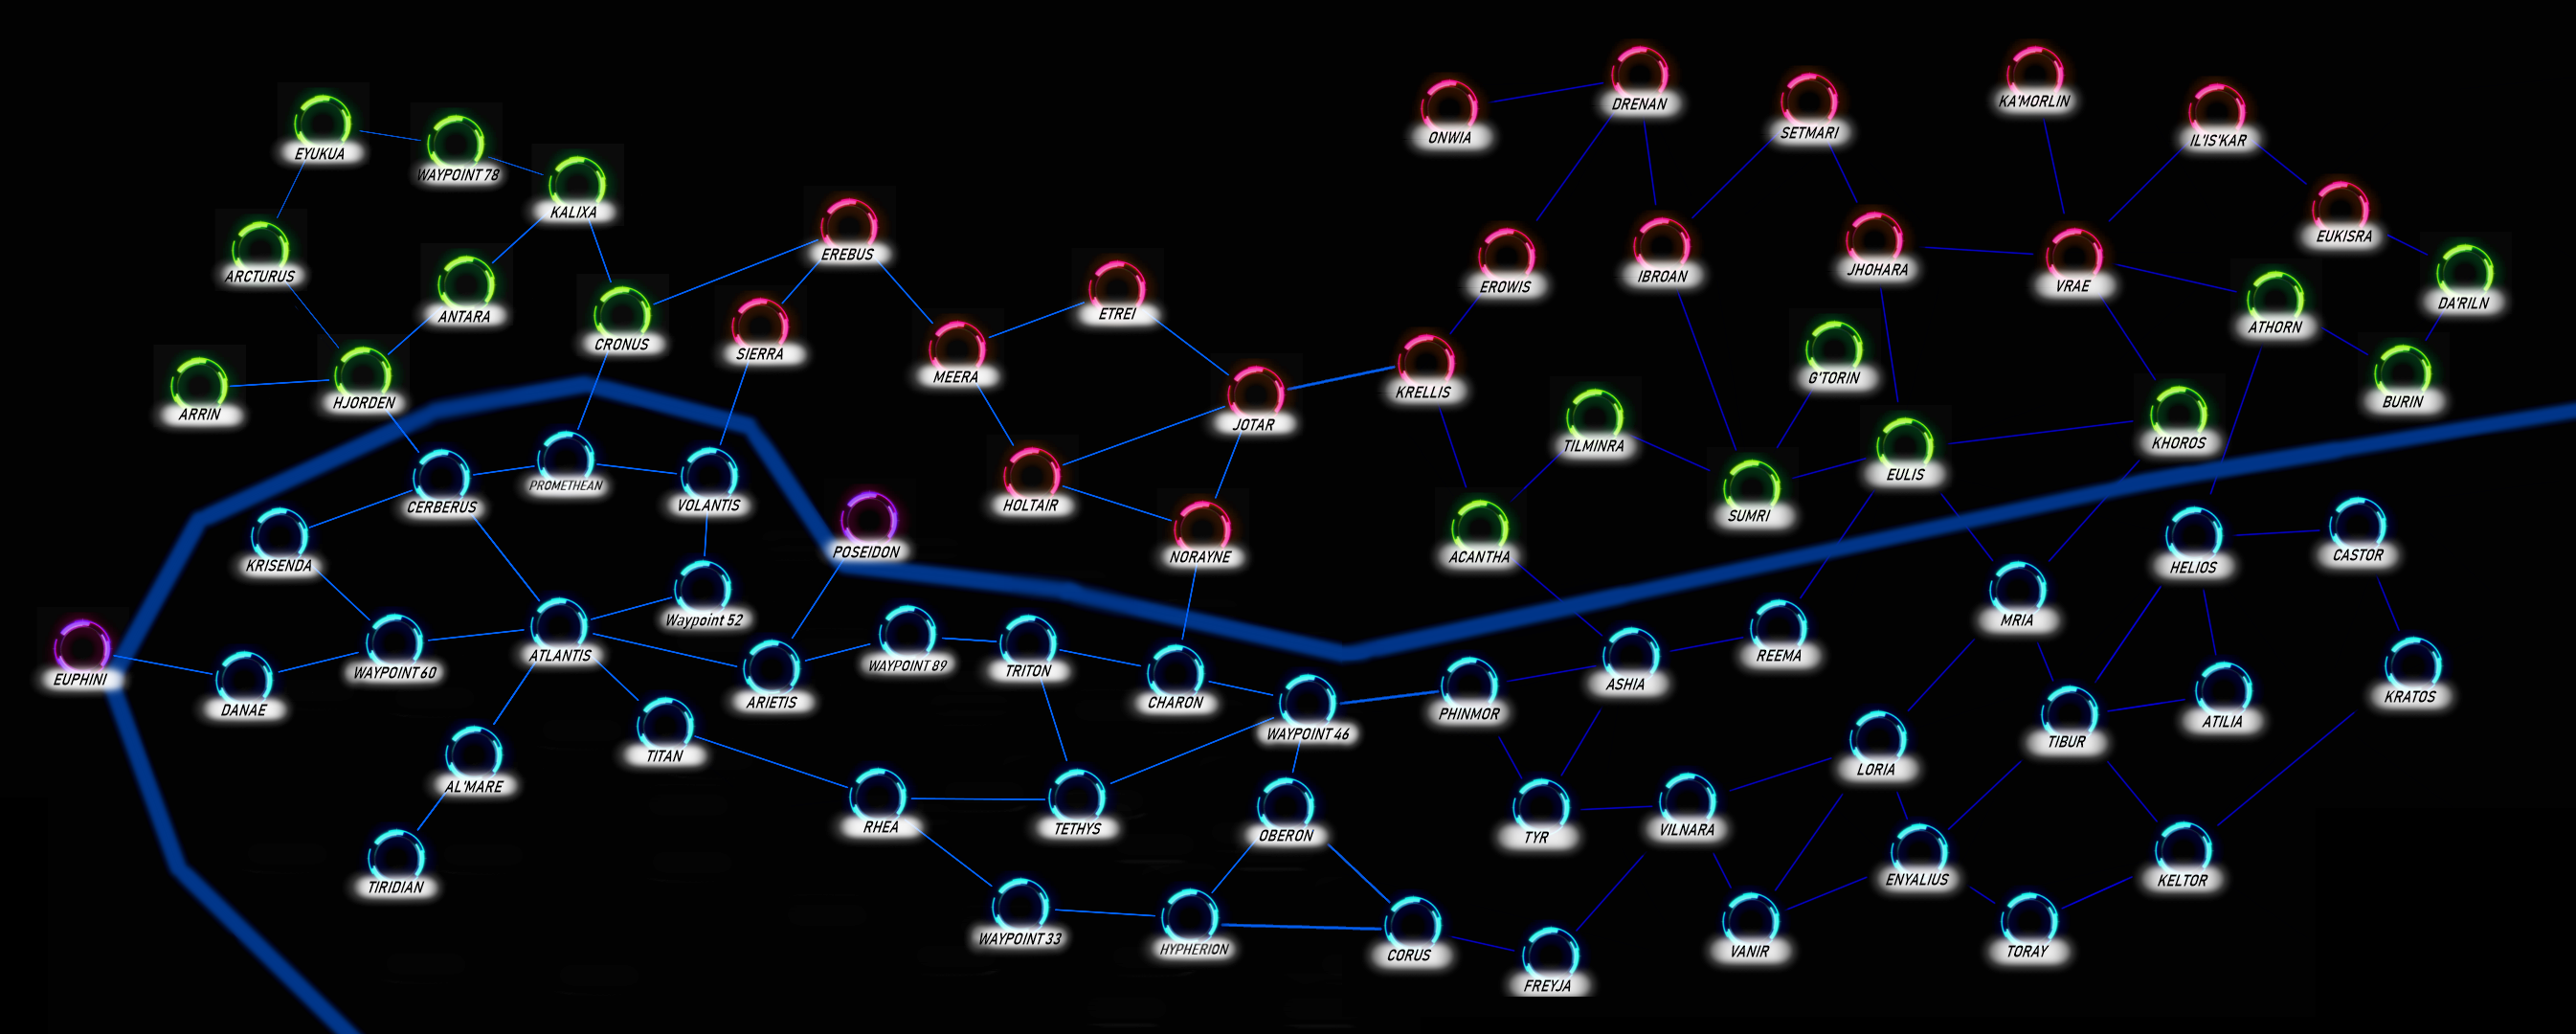 DRENAN
KA'MORLIN
SETMARI
ONWIA
IL'IS'KAR
EYUKUA
WAYPOINT 78
KALIXA
EUKISRA
EREBUS
ARCTURUS
JHOHARA
IBROAN
VRAE
EROWIS
DA'RILN
ETREI
ANTARA
ATHORN
CRONUS
SIERRA
MEERA
G'TORIN
KRELLIS
BURIN
HJORDEN
ARRIN
JOTAR
KHOROS
TILMINRA
EULIS
PROMETHEAN
HOLTAIR
VOLANTIS
CERBERUS
SUMRI
POSEIDON
NORAYNE
ACANTHA
CASTOR
KRISENDA
HELIOS
Waypoint 52
MRIA
ATLANTIS
REEMA
WAYPOINT 89
TRITON
WAYPOINT 60
EUPHINI
ASHIA
KRATOS
ARIETIS
CHARON
DANAE
PHINMOR
ATILIA
WAYPOINT 46
TIBUR
TITAN
LORIA
AL'MARE
RHEA
TETHYS
VILNARA
OBERON
TYR
ENYALIUS
KELTOR
TIRIDIAN
WAYPOINT 33
HYPHERION
VANIR
TORAY
CORUS
FREYJA